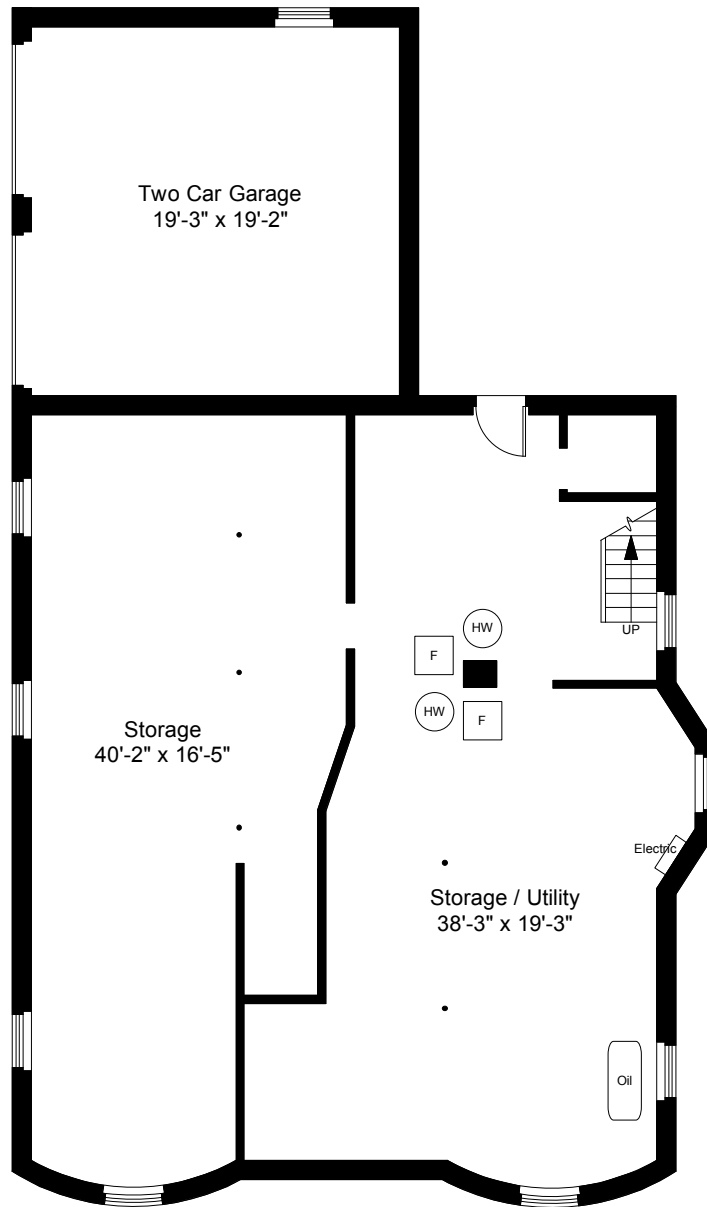 Two Car Garage
19'-3" x 19'-2"
UP
HW
F
HW
F
Storage
40'-2" x 16'-5"
Electric
Storage / Utility
38'-3" x 19'-3"
Oil